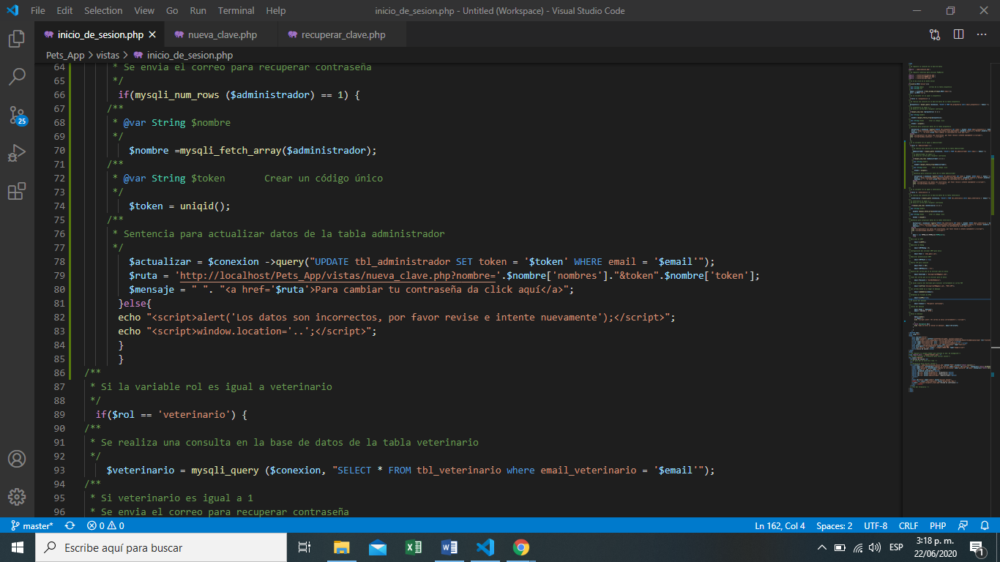 File Edit Selection View Go Run Terminal Help inicio_de_sesion.php - Untitled (Workspace) - Visual Studio Code
inicio_de_sesion.php nueva_clave.php recuperar_clave.php
Pets_App > vistas > inicio_de_sesion.php
64 * Se envia el correo para recuperar contraseña
65 */
66 if(mysqli_num_rows ($administrador) == 1) {
67 /**
68 * @var String $nombre
69 */
70 $nombre =mysqli_fetch_array($administrador);
71 /**
72 * @var String $token Crear un código único
73 */
74 $token = uniqid();
75 /**
76 * Sentencia para actualizar datos de la tabla administrador
77 */
78 $actualizar = $conexion ->query("UPDATE tbl_administrador SET token = '$token' WHERE email = '$email'");
79 $ruta = 'http://localhost/Pets_App/vistas/nueva_clave.php?nombre='.$nombre['nombres']."&token".$nombre['token'];
80 $mensaje = " ". "<a href='$ruta'>Para cambiar tu contraseña da click aquí</a>";
81 }else{
82 echo "<script>alert('Los datos son incorrectos, por favor revise e intente nuevamente');</script>";
83 echo "<script>window.location='..';</script>";
84 }
85 }
86 /**
87 * Si la variable rol es igual a veterinario
88 */
89 if($rol == 'veterinario') {
90 /**
91 * Se realiza una consulta en la base de datos de la tabla veterinario
92 */
93 $veterinario = mysqli_query ($conexion, "SELECT * FROM tbl_veterinario where email_veterinario = '$email'");
94 /**
95 * Si veterinario es igual a 1
96 * Se envia el correo para recuperar contraseña
25
master* 0 0 Ln 162, Col 4 Spaces: 2 UTF-8 CRLF PHP
Escribe aquí para buscar
ESP 3:18 p. m.
22/06/2020
1